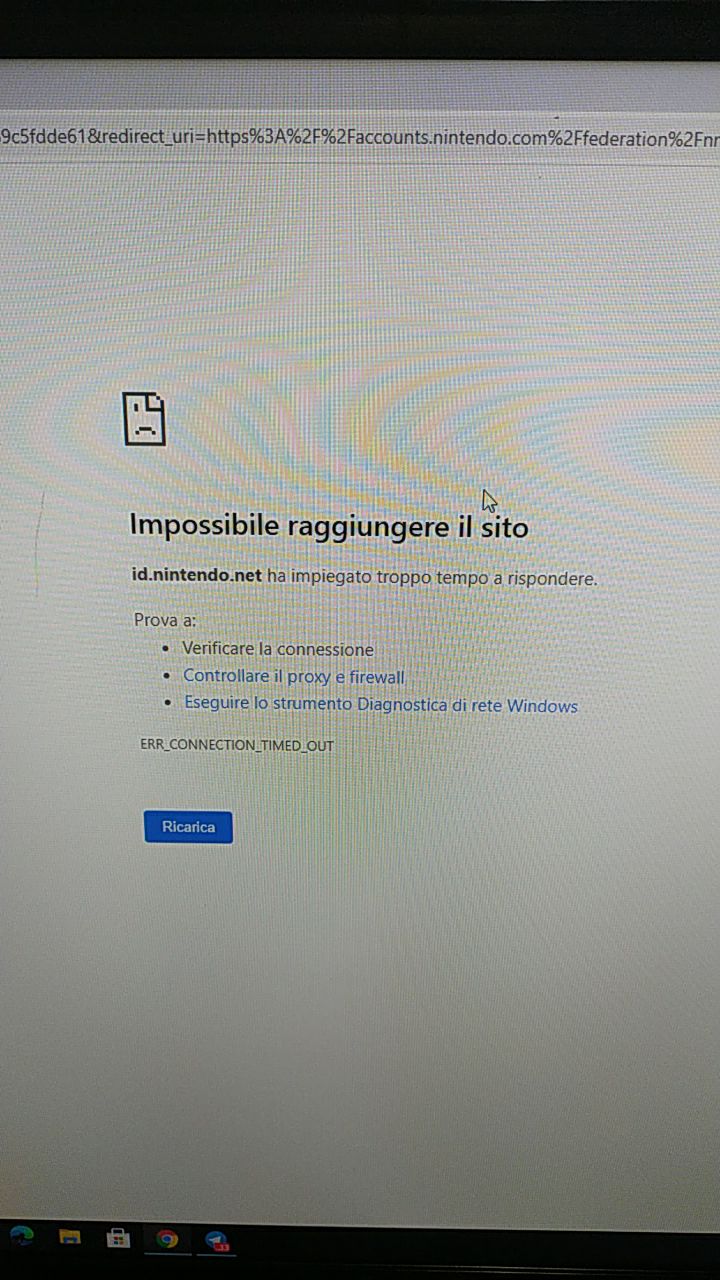 9c5fdde61&redirect_uri=https%3A%2F%2Faccounts.nintendo.com%2Ffederation%2Fnr
Impossibile raggiungere il sito
id.nintendo.net ha impiegato troppo tempo a rispondere.
Prova a:
• Verificare la connessione
• Controllare il proxy e firewall
• Eseguire lo strumento Diagnostica di rete Windows
ERR_CONNECTION_TIMED_OUT
Ricarica